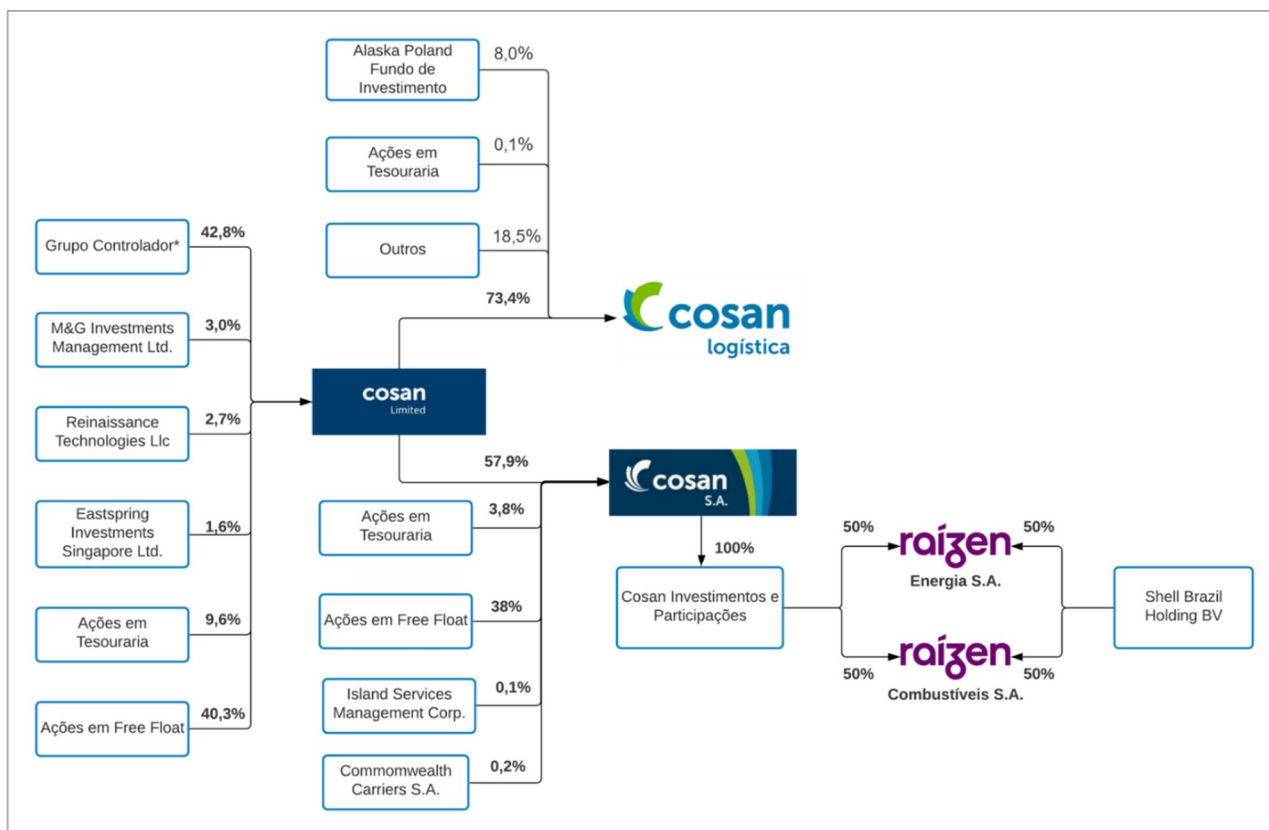 Alaska Poland
Fundo de
Investimento
8,0%
Ações em
Tesouraria
0,1%
Outros
18,5%
73,4%
cosan
logística
Grupo Controlador*
42,8%
M&G Investments
Management Ltd.
3,0%
Reinaissance
Technologies Llc
2,7%
Eastspring
Investments
Singapore Ltd.
1,6%
Ações em
Tesouraria
9,6%
Ações em Free Float
40,3%
cosan
Limited
57,9%
cosan
S.A.
Ações em
Tesouraria
3,8%
Ações em Free Float
38%
Island Services
Management Corp.
0,1%
Commomwealth
Carriers S.A.
0,2%
100%
Cosan Investimentos e
Participações
50%
raízen
50%
Energia S.A.
raízen
50%
50%
Combustíveis S.A.
Shell Brazil
Holding BV